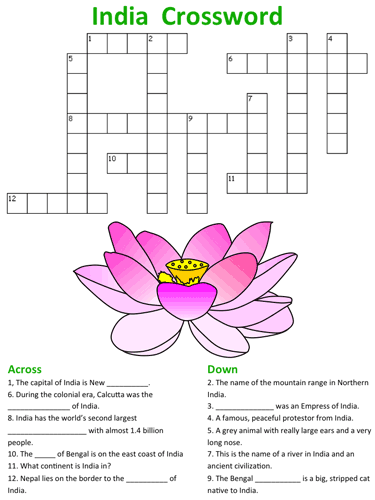 India Crossword
1
2
3
4
5
6
7
8
9
10
11
12
Across
1, The capital of India is New __________.
6. During the colonial era, Calcutta was the
_______________ of India.
8. India has the world's second largest
___________________ with almost 1.4 billion
people.
10. The _____ of Bengal is on the east coast of India
11. What continent is India in?
12. Nepal lies on the border to the __________ of
India.
Down
2. The name of the mountain range in Northern
India.
3. _____________ was an Empress of India.
4. A famous, peaceful protestor from India.
5. A grey animal with really large ears and a very
long nose.
7. This is the name of a river in India and an
ancient civilization.
9. The Bengal ___________ is a big, stripped cat
native to India.